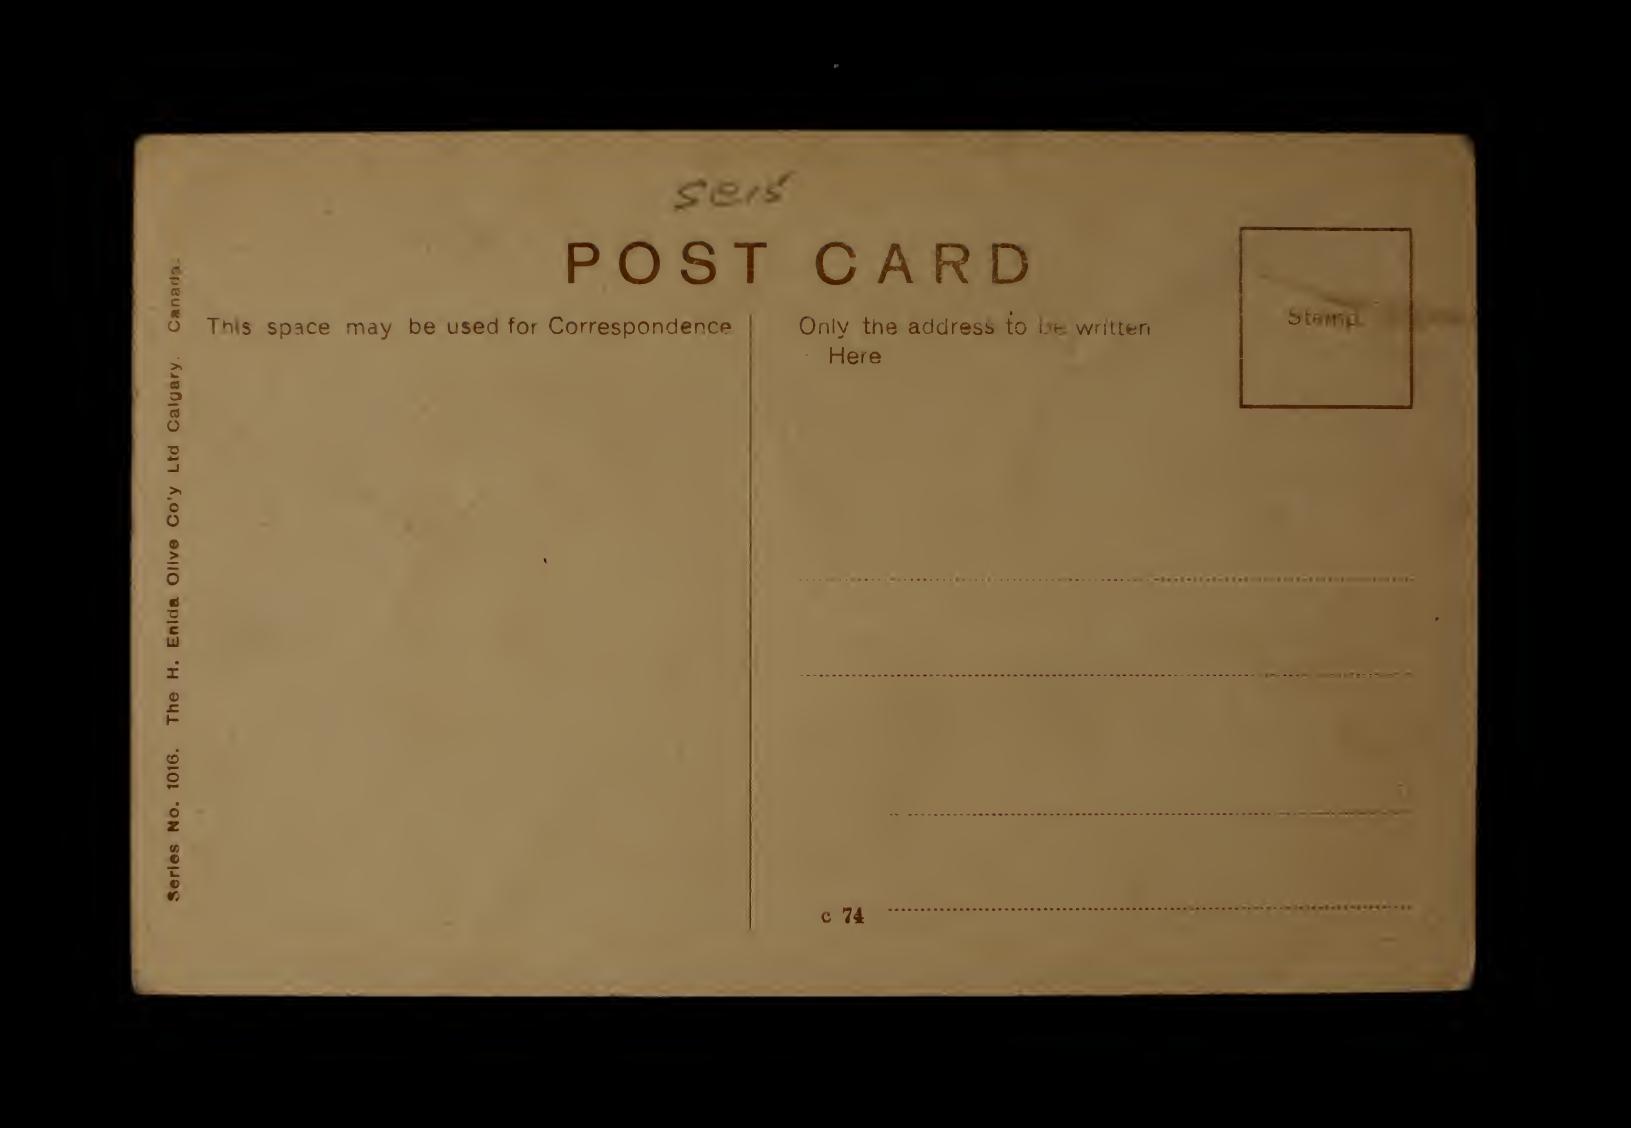 POST CARD
This space may be used for Correspondence
Only the address to be written
Here
Stamp.
Series No. 1016. The H. Enida Olive Co'y Ltd Calgary. Canada.
c 74